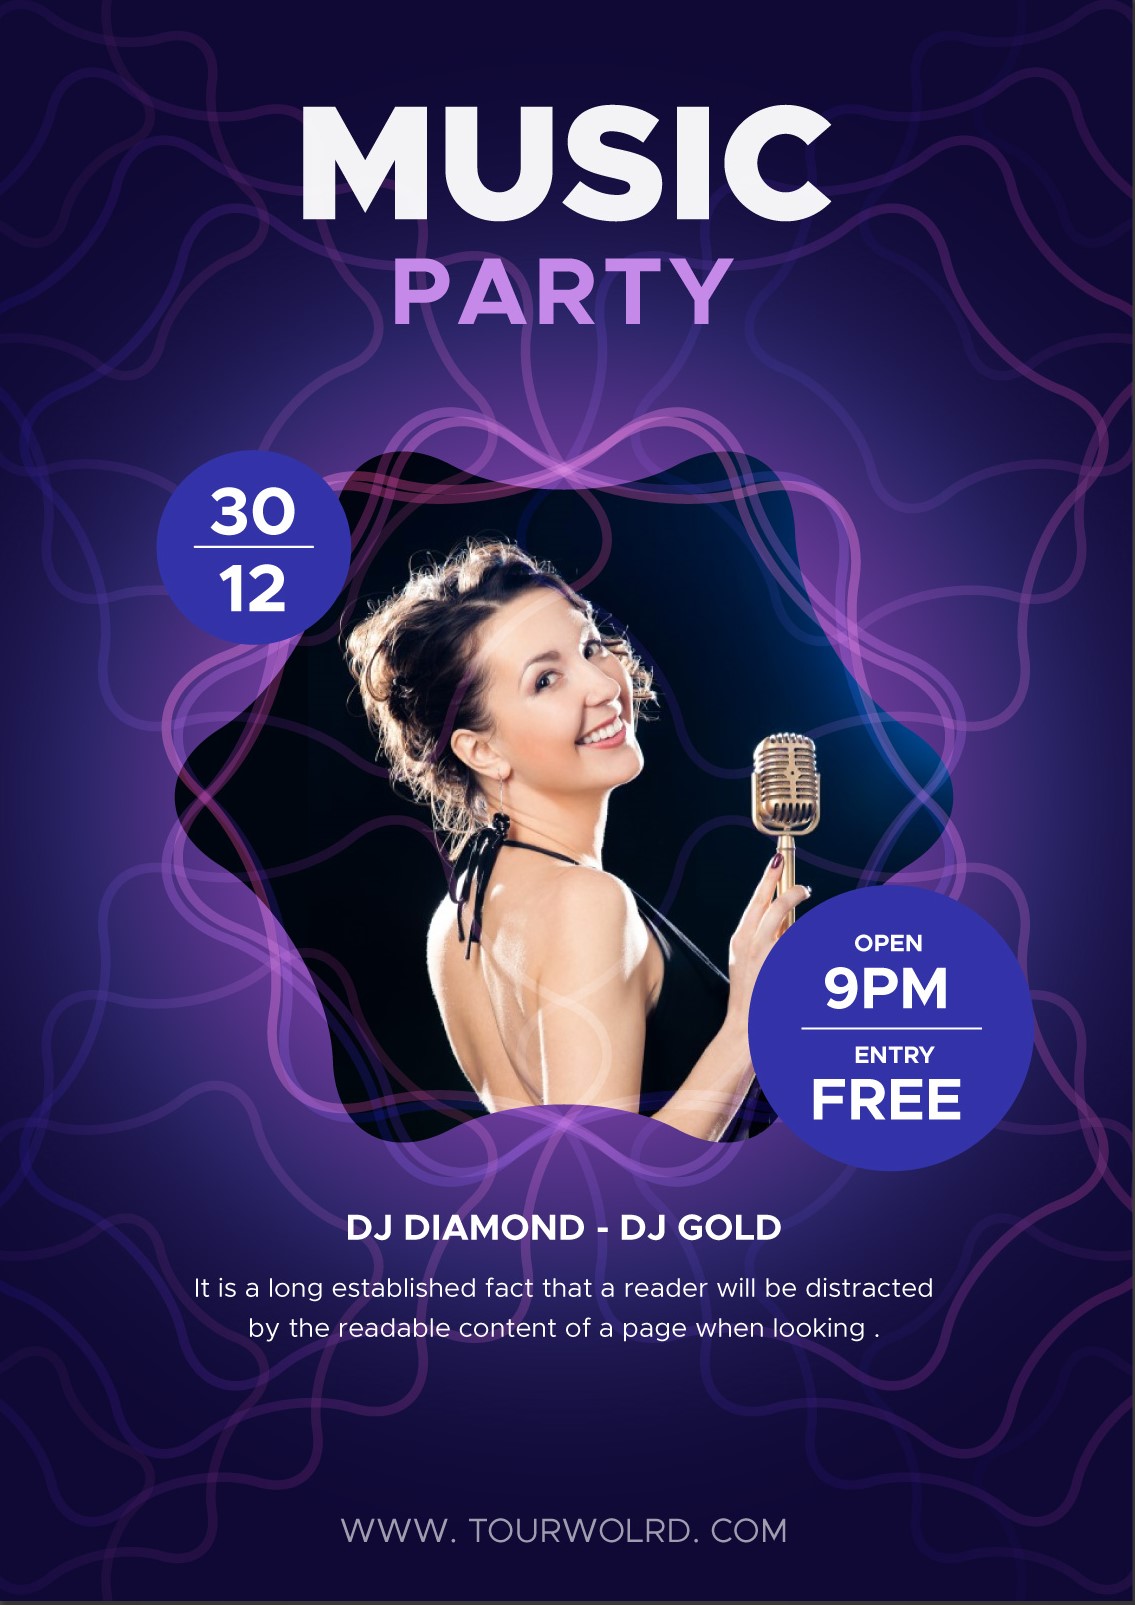 MUSIC
PARTY
30
12
OPEN
9PM
ENTRY
FREE
DJ DIAMOND - DJ GOLD
It is a long established fact that a reader will be distracted
by the readable content of a page when looking .
WWW. TOURWOLRD. COM